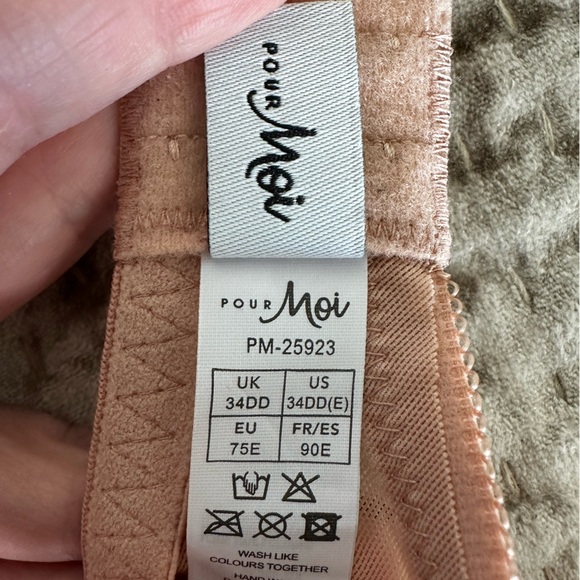 POUR Moi
POUR Moi
PM-25923
UK US
34DD 34DD(E)
EU FR/ES
75E 90E
WASH LIKE
COLOURS TOGETHER